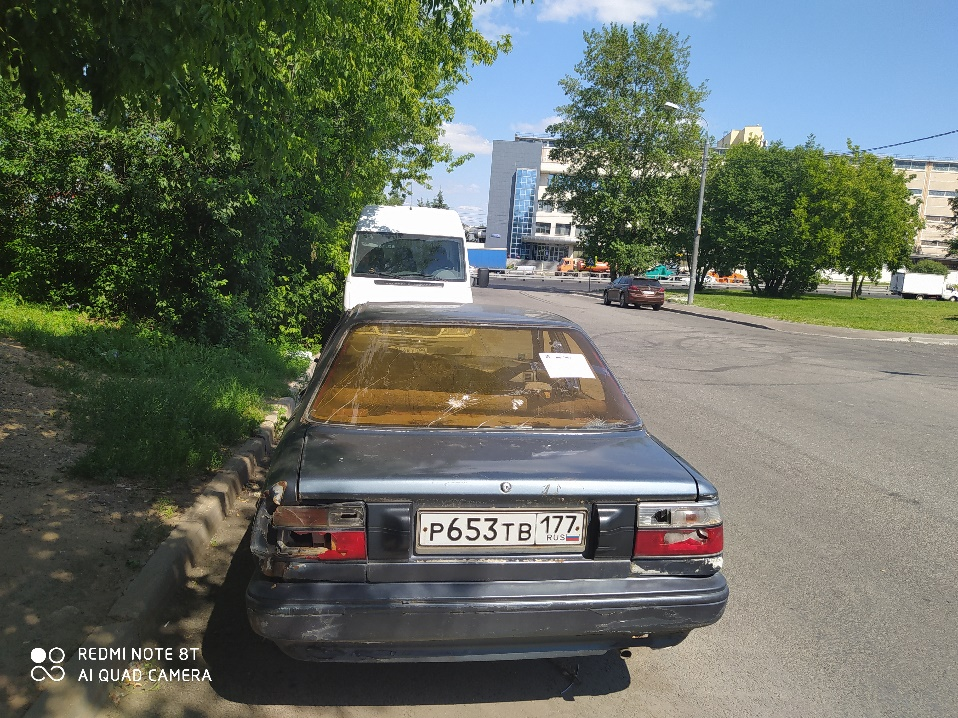 Р653ТВ 177
RUS
REDMI NOTE 8T
AI QUAD CAMERA